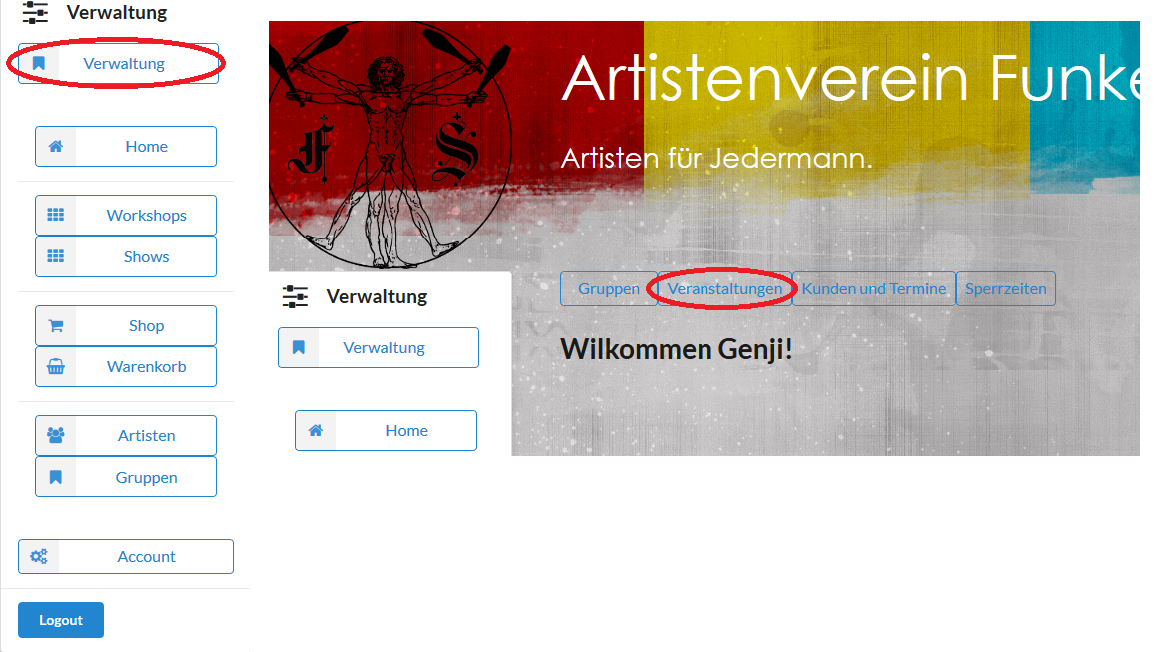 Verwaltung
Verwaltung
Home
Workshops
Shows
Shop
Warenkorb
Artisten
Gruppen
Account
Logout
Artistenverein Funke
Artisten für Jedermann.
F S
Gruppen Veranstaltungen Kunden und Termine Sperrzeiten
Wilkommen Genji!
Verwaltung
Verwaltung
Home